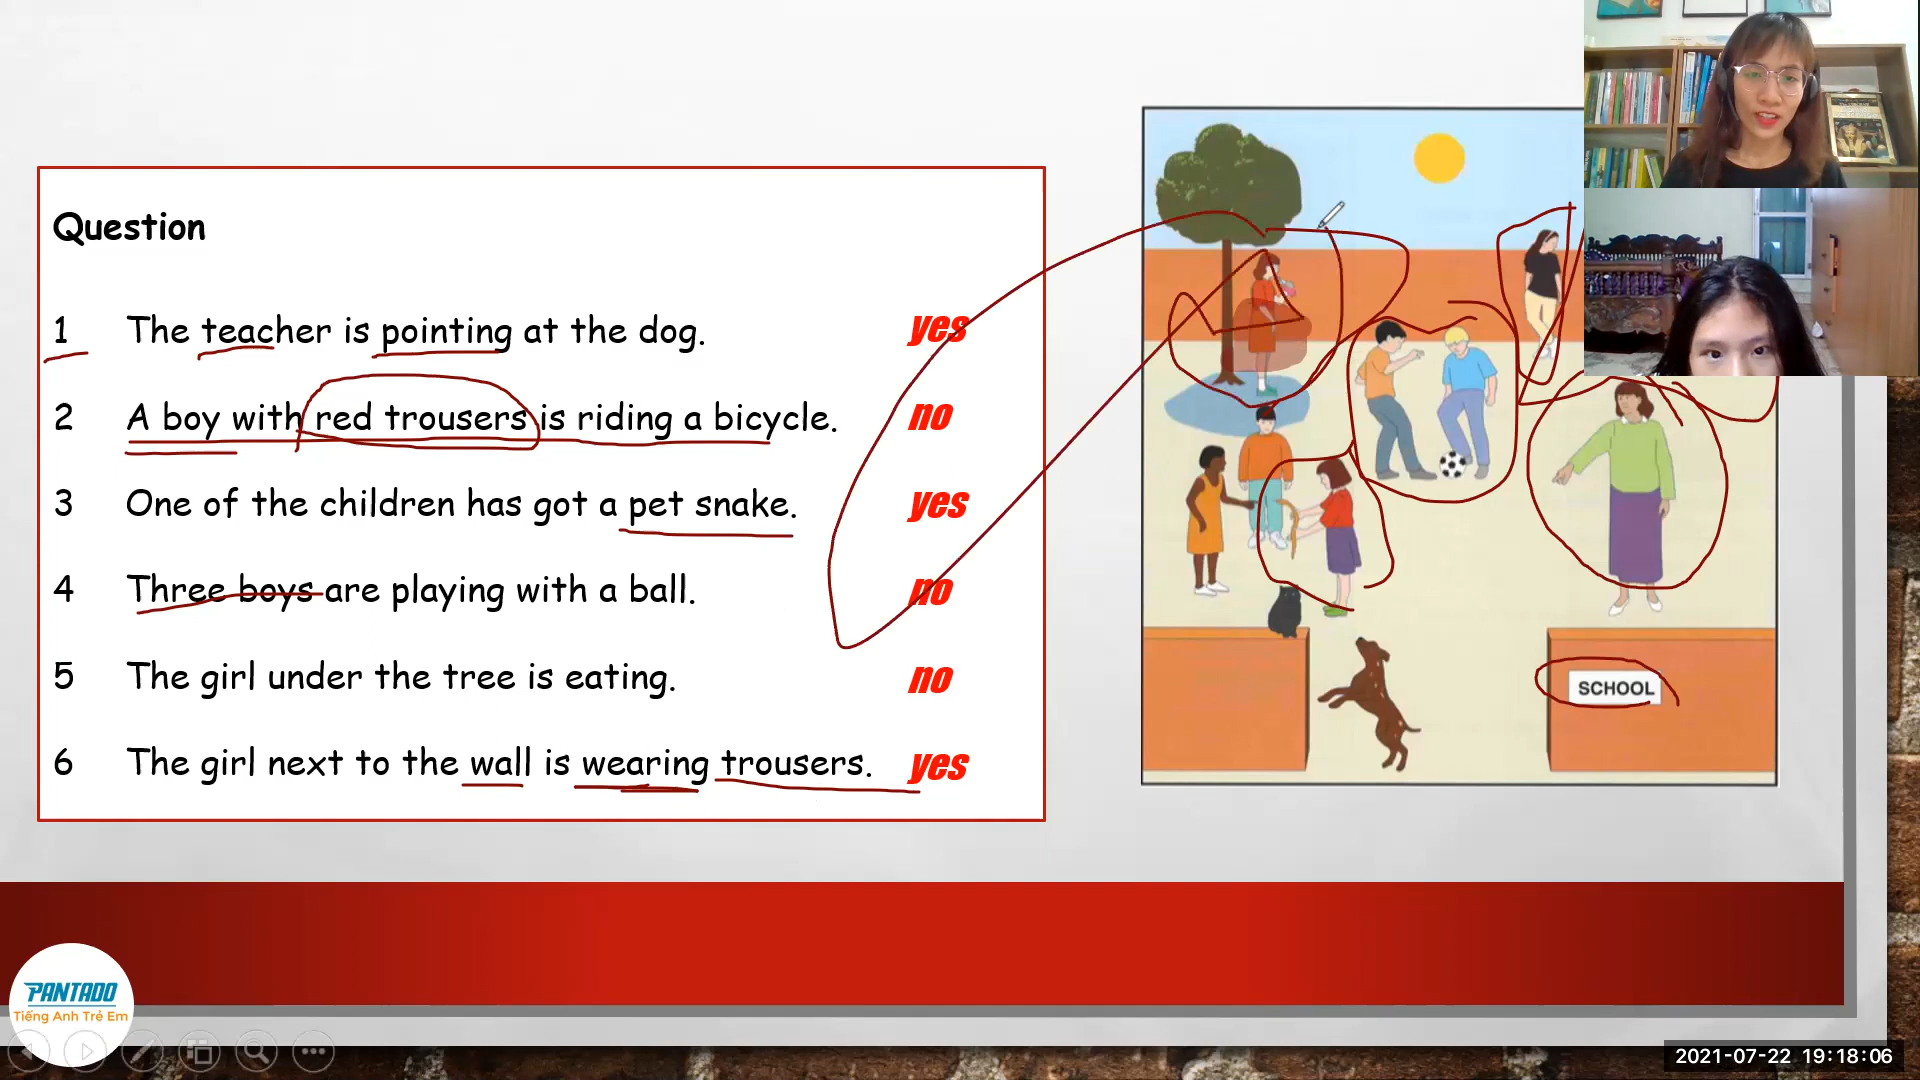 Question
1 The teacher is pointing at the dog. yes
2 A boy with red trousers is riding a bicycle. no
3 One of the children has got a pet snake. yes
4 Three boys are playing with a ball. no
5 The girl under the tree is eating. no
6 The girl next to the wall is wearing trousers. yes
SCHOOL
PANTADO
Tiếng Anh Trẻ Em
2021-07-22 19:18:06